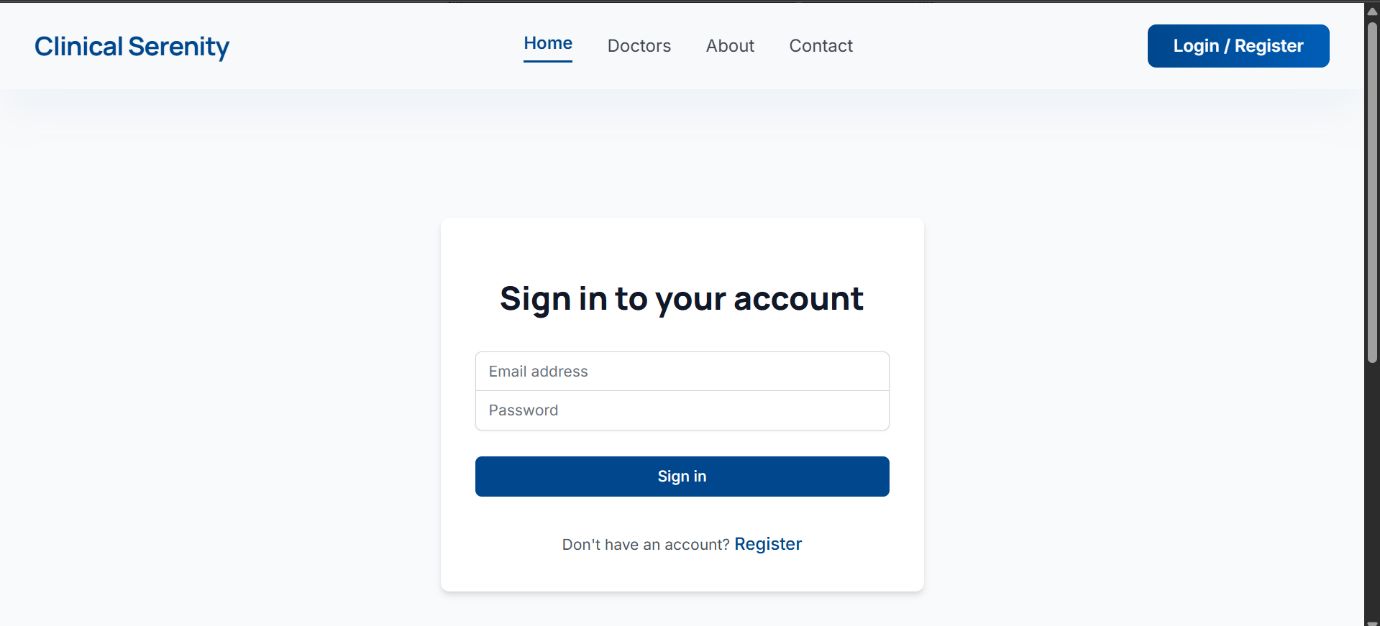 Clinical Serenity
Home
Doctors
About
Contact
Login / Register
Sign in to your account
Email address
Password
Sign in
Don't have an account? Register